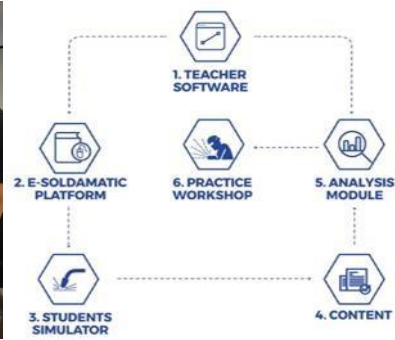 1. TEACHER
SOFTWARE
2. E-SOLDAMATIC
PLATFORM
6. PRACTICE
WORKSHOP
5. ANALYSIS
MODULE
3. STUDENTS
SIMULATOR
4. CONTENT